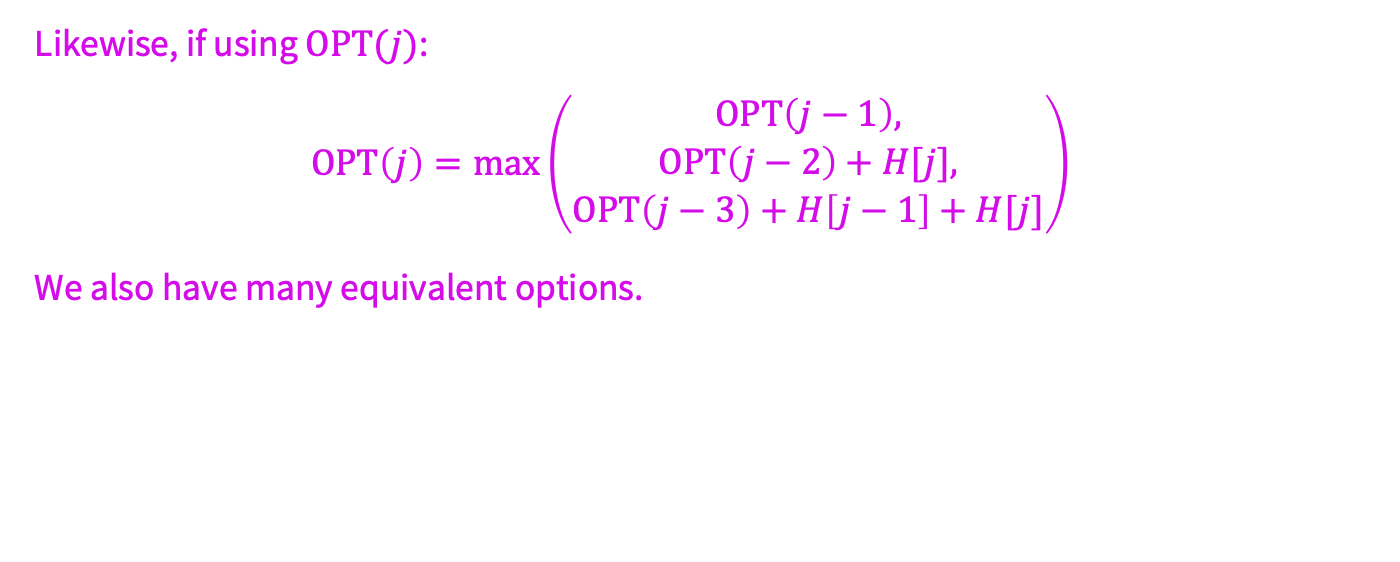 Likewise, if using OPT(j):
OPT(j − 1),
OPT(j) = max ( OPT(j − 2) + H[j], )
OPT(j − 3) + H[j − 1] + H[j]
We also have many equivalent options.